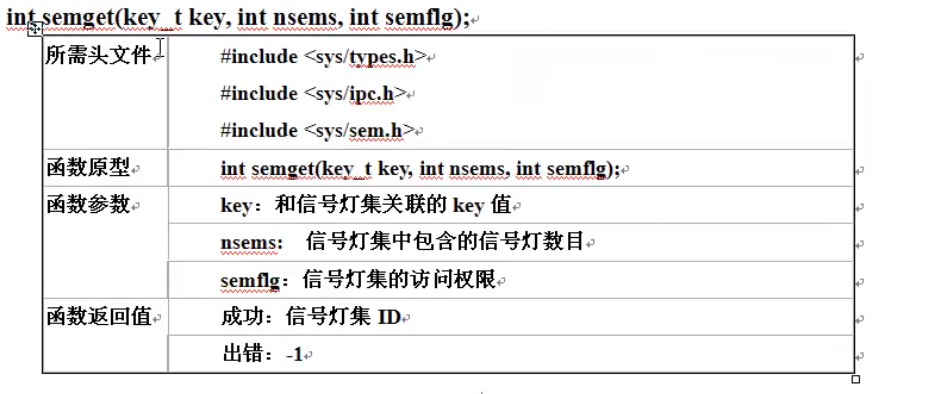 int semget(key_t key, int nsems, int semflg);
所需头文件
#include <sys/types.h>
#include <sys/ipc.h>
#include <sys/sem.h>
函数原型
int semget(key_t key, int nsems, int semflg);
函数参数
key：和信号灯集关联的 key 值
nsems: 信号灯集中包含的信号灯数目
semflg：信号灯集的访问权限
函数返回值
成功：信号灯集 ID
出错：-1